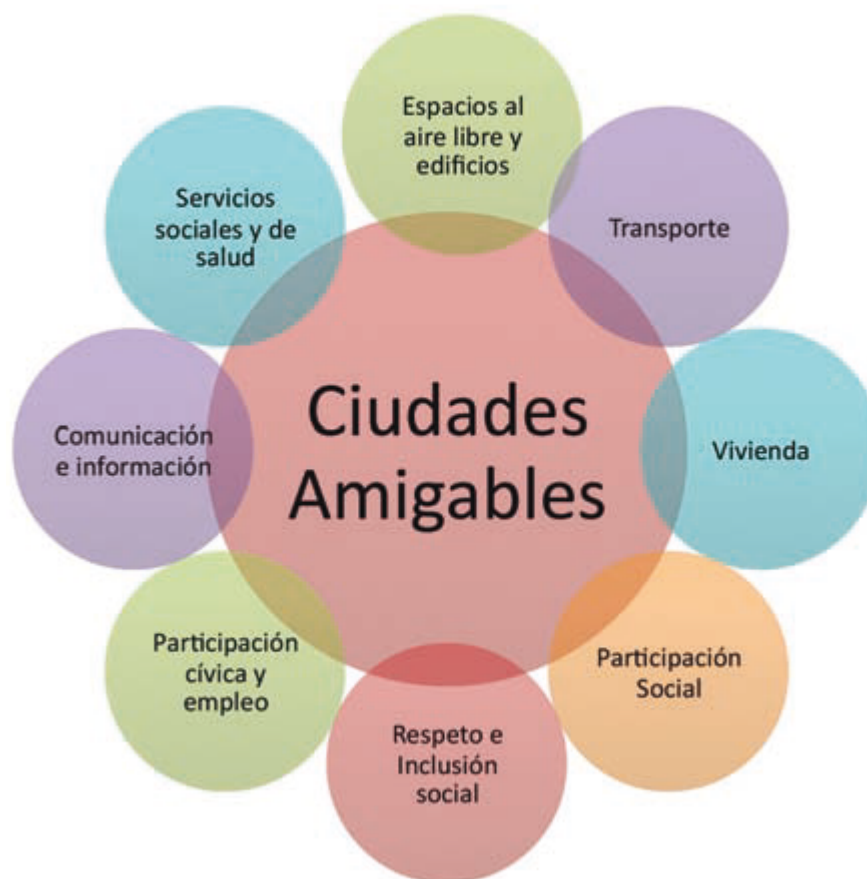 Espacios al
aire libre y
edificios
Transporte
Vivienda
Participación
Social
Respeto e
Inclusión
social
Participación
cívica y
empleo
Comunicación
e información
Servicios
sociales y de
salud
Ciudades
Amigables